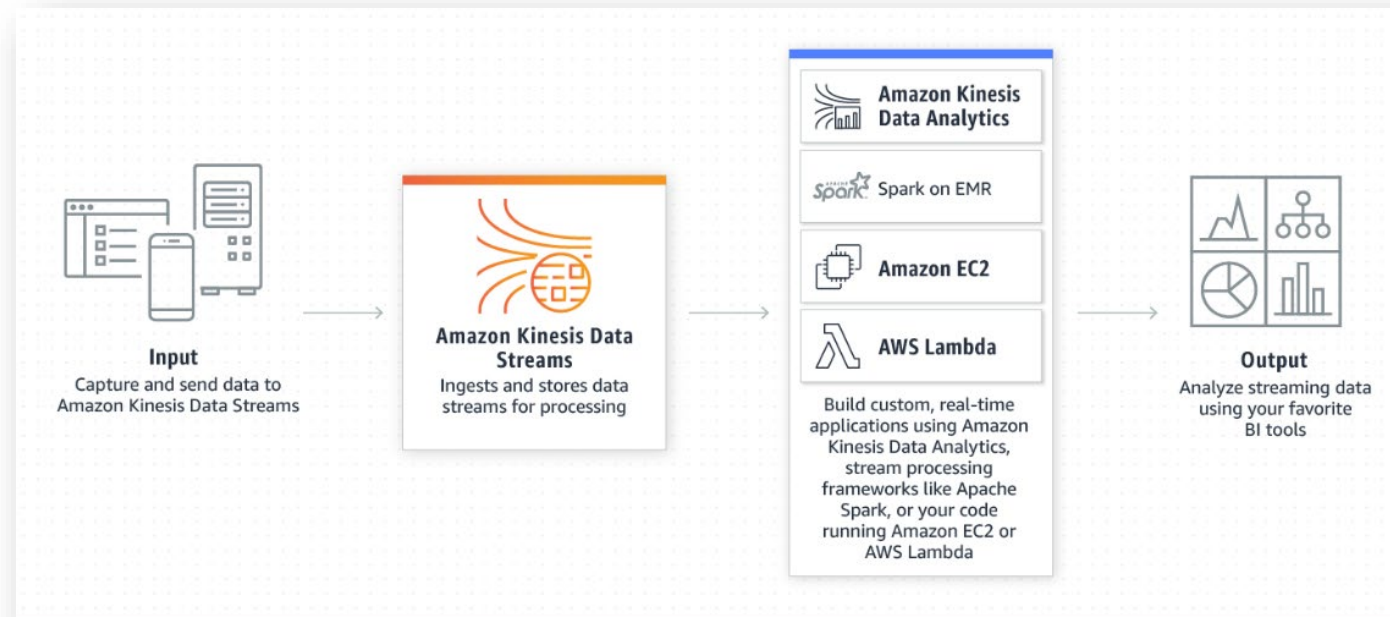 Input
Capture and send data to
Amazon Kinesis Data Streams
Amazon Kinesis Data
Streams
Ingests and stores data
streams for processing
Amazon Kinesis
Data Analytics
APACHE
Spark
Spark on EMR
Amazon EC2
AWS Lambda
Build custom, real-time
applications using Amazon
Kinesis Data Analytics,
stream processing
frameworks like Apache
Spark, or your code
running Amazon EC2 or
AWS Lambda
Output
Analyze streaming data
using your favorite
BI tools